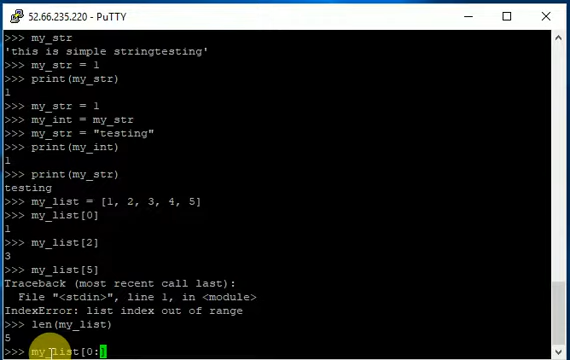 52.66.235.220 - PuTTY
>>> my_str
'this is simple stringtesting'
>>> my_str = 1
>>> print(my_str)
1
>>> my_str = 1
>>> my_int = my_str
>>> my_str = "testing"
>>> print(my_int)
1
>>> print(my_str)
testing
>>> my_list = [1, 2, 3, 4, 5]
>>> my_list[0]
1
>>> my_list[2]
3
>>> my_list[5]
Traceback (most recent call last):
  File "<stdin>", line 1, in <module>
IndexError: list index out of range
>>> len(my_list)
5
>>> my_list[0:]